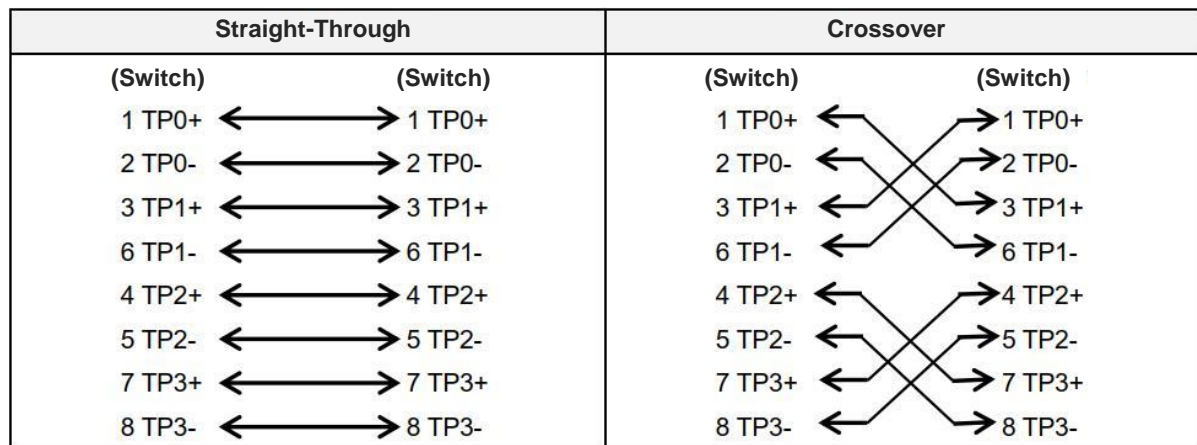 Straight-Through Crossover
(Switch) (Switch) (Switch) (Switch)
1 TP0+ 1 TP0+ 1 TP0+ 1 TP0+
2 TP0- 2 TP0- 2 TP0- 2 TP0-
3 TP1+ 3 TP1+ 3 TP1+ 3 TP1+
6 TP1- 6 TP1- 6 TP1- 6 TP1-
4 TP2+ 4 TP2+ 4 TP2+ 4 TP2+
5 TP2- 5 TP2- 5 TP2- 5 TP2-
7 TP3+ 7 TP3+ 7 TP3+ 7 TP3+
8 TP3- 8 TP3- 8 TP3- 8 TP3-